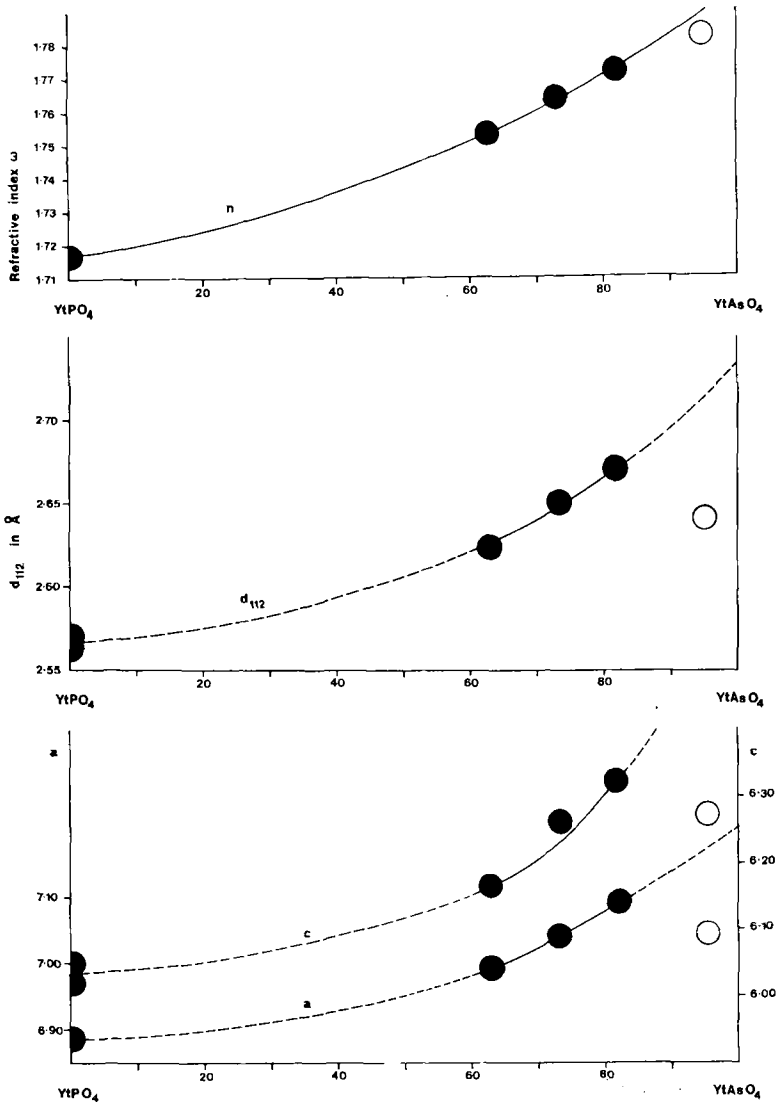 Refractive index ω
1·78
1·77
1·76
1·75
1·74
1·73
1·72
1·71
n
20 40 60 80
YtPO₄ YtAsO₄
d₁₁₂ in Å
2·70
2·65
2·60
2·55
d₁₁₂
20 40 60 80
YtPO₄ YtAsO₄
a c
6·30
6·20
7·10
6·10
7·00
6·00
6·90
c
a
20 40 60 80
YtPO₄ YtAsO₄